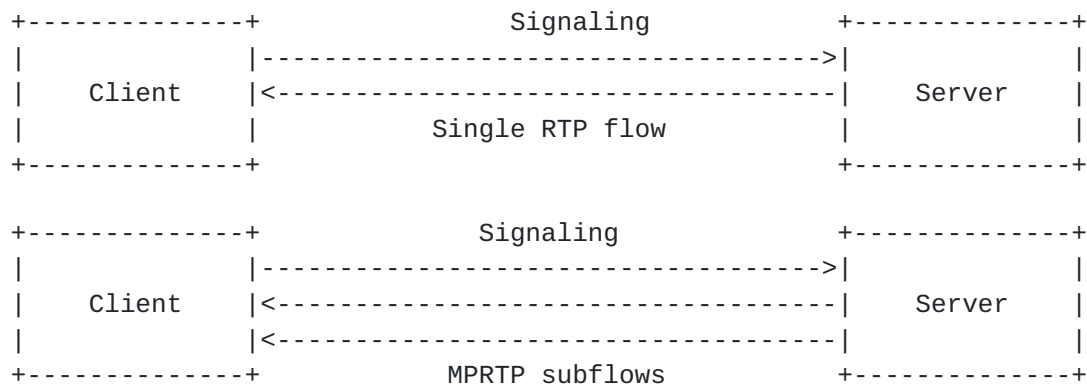 Signaling
Client Server
Single RTP flow
Signaling
Client Server
MPRTP subflows